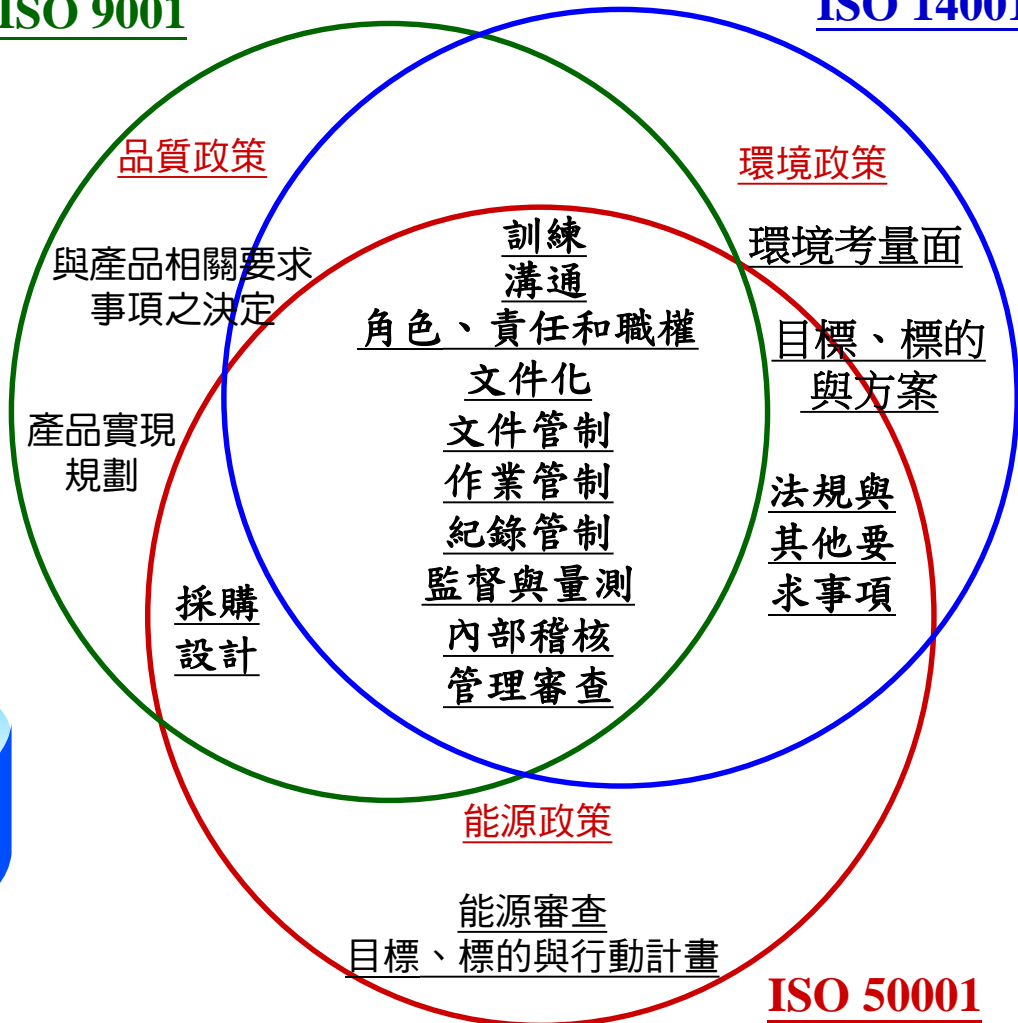 ISO 9001
ISO 14001
品質政策
環境政策
與產品相關要求
事項之決定
產品實現
規劃
訓練
溝通
角色、責任和職權
文件化
文件管制
作業管制
紀錄管制
監督與量測
內部稽核
管理審查
環境考量面
目標、標的
與方案
法規與
其他要
求事項
採購
設計
能源政策
能源審查
目標、標的與行動計畫
ISO 50001